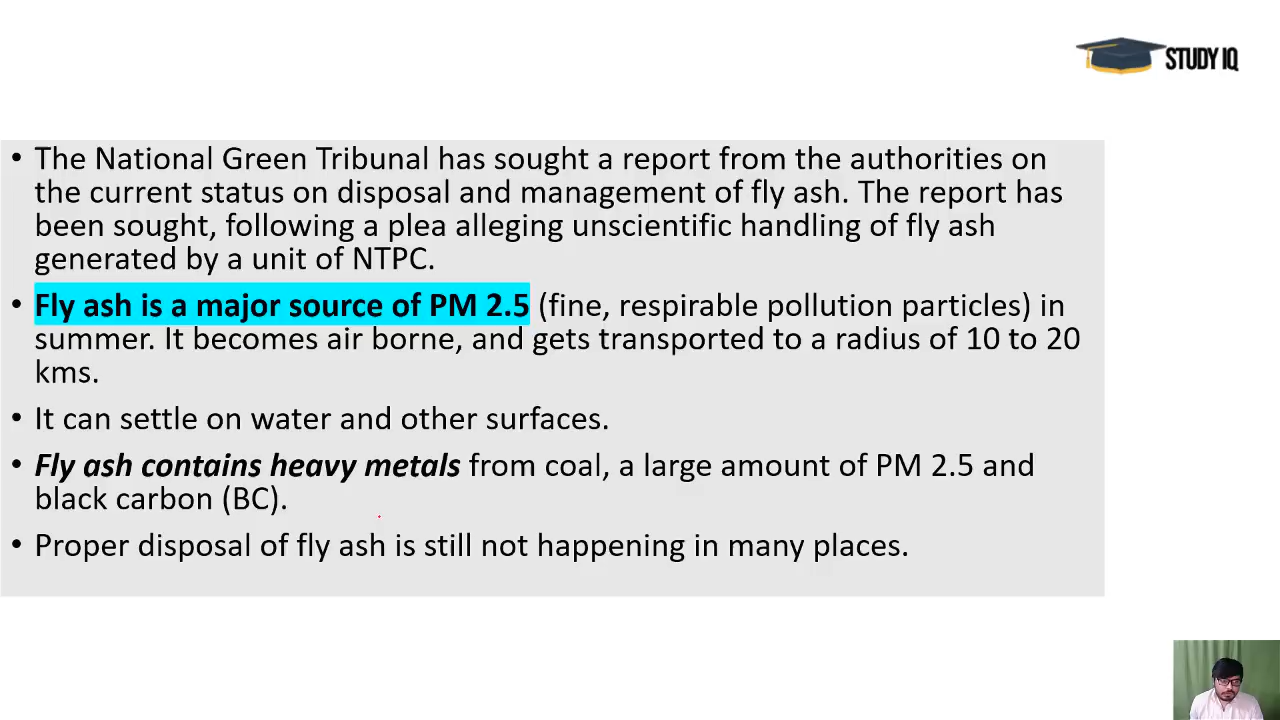 STUDY IQ
• The National Green Tribunal has sought a report from the authorities on
the current status on disposal and management of fly ash. The report has
been sought, following a plea alleging unscientific handling of fly ash
generated by a unit of NTPC.
• Fly ash is a major source of PM 2.5 (fine, respirable pollution particles) in
summer. It becomes air borne, and gets transported to a radius of 10 to 20
kms.
• It can settle on water and other surfaces.
• Fly ash contains heavy metals from coal, a large amount of PM 2.5 and
black carbon (BC).
• Proper disposal of fly ash is still not happening in many places.